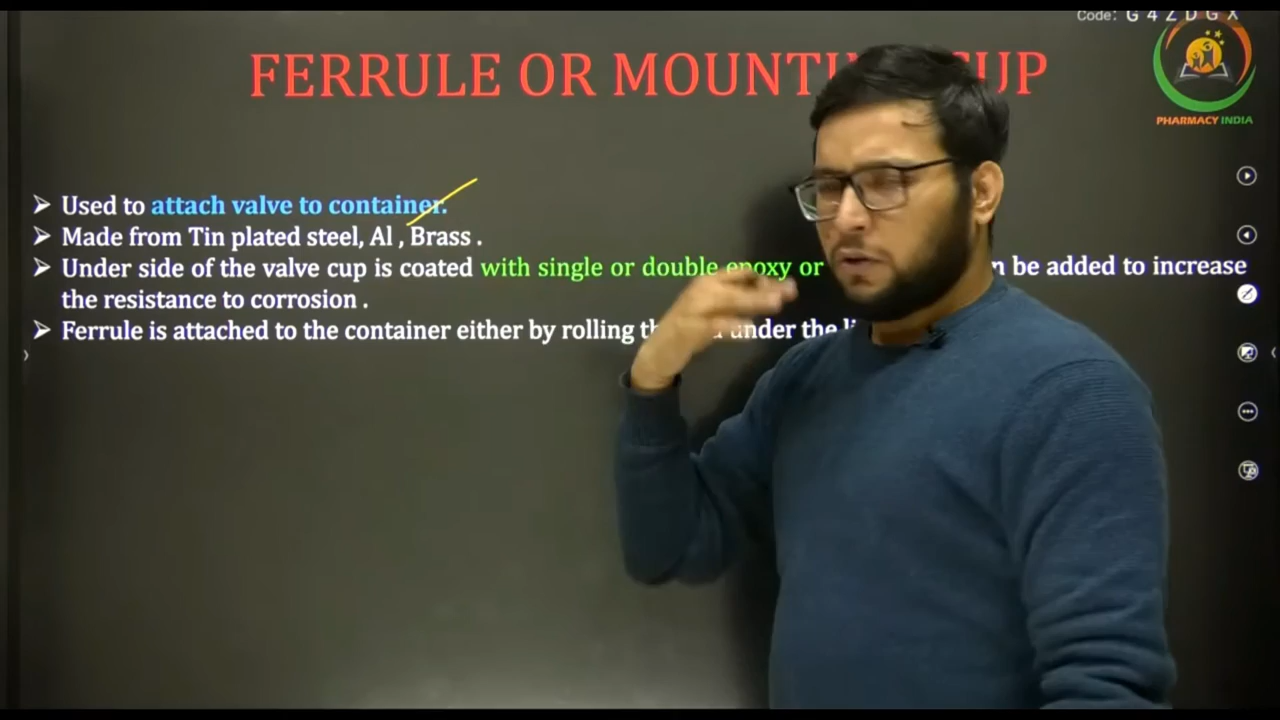 Code: G 4 Z D G X
FERRULE OR MOUNTING CUP
PHARMACY INDIA
➤ Used to attach valve to container.
➤ Made from Tin plated steel, Al , Brass .
➤ Under side of the valve cup is coated with single or double epoxy or n be added to increase
the resistance to corrosion .
➤ Ferrule is attached to the container either by rolling under the